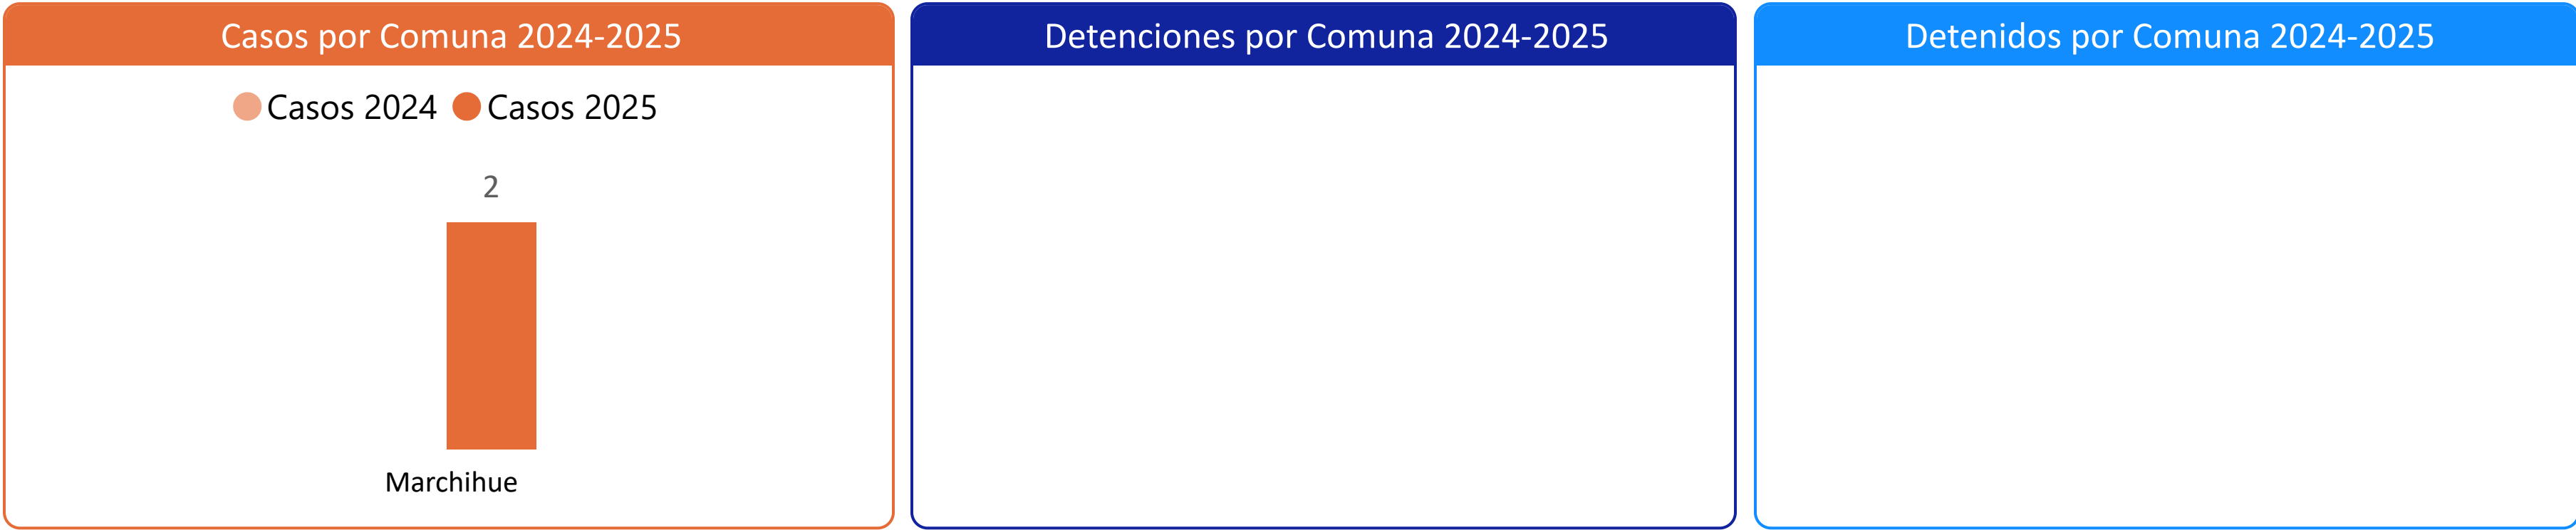 Casos por Comuna 2024-2025
Casos 2024 Casos 2025
2
Marchihue
Detenciones por Comuna 2024-2025
Detenidos por Comuna 2024-2025